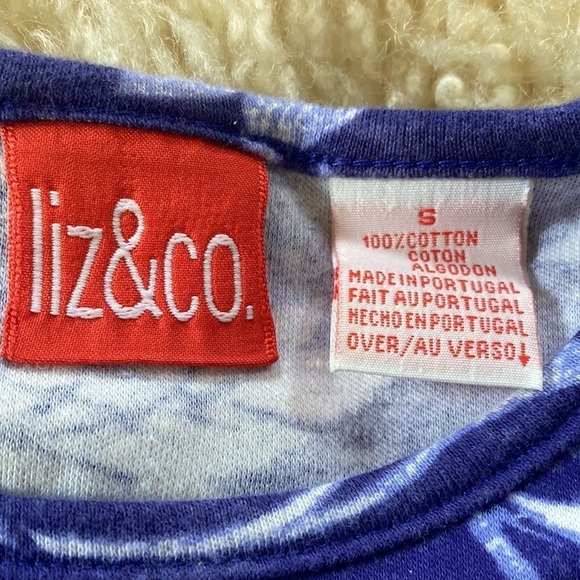 liz&co.
S
100% COTTON
COTON
ALGODON
MADE IN PORTUGAL
FAIT AU PORTUGAL
HECHO EN PORTUGAL
OVER/AU VERSO↓